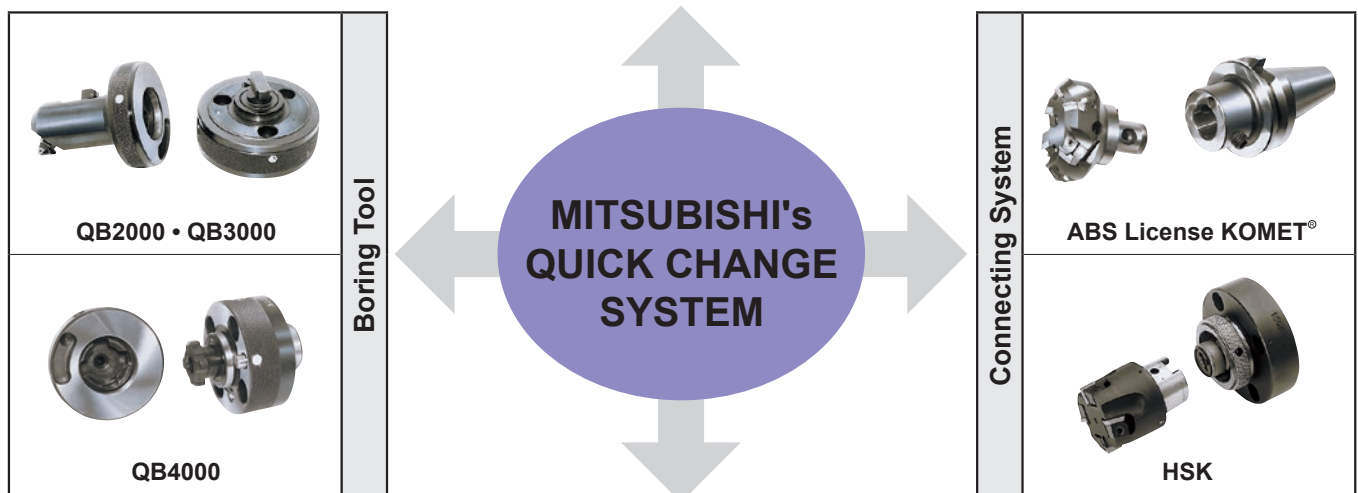 QB2000 • QB3000
QB4000
Boring Tool
MITSUBISHI's
QUICK CHANGE
SYSTEM
Connecting System
ABS License KOMET®
HSK